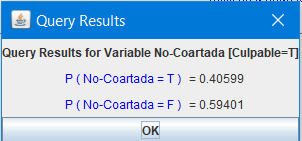 Query Results
Query Results for Variable No-Coartada [Culpable=T]
P ( No-Coartada = T ) = 0.40599
P ( No-Coartada = F ) = 0.59401
OK